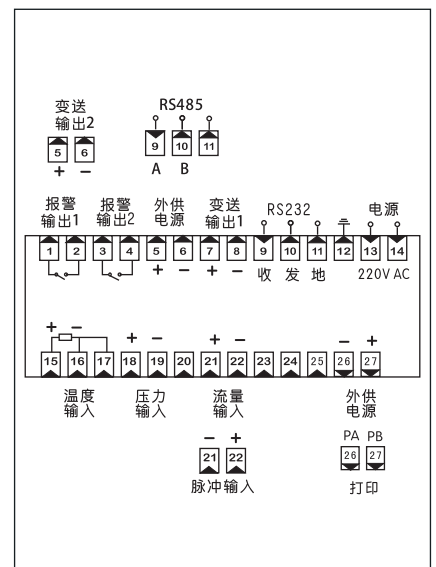 变送 RS485
输出2
5 6 9 10 11
+ − A B
报警 报警 外供 变送 RS232 电源
输出1 输出2 电源 输出1
1 2 3 4 5 6 7 8 9 10 11 12 13 14
+ − + − 收 发 地 220V AC
+ − + − + − − +
15 16 17 18 19 20 21 22 23 24 25 26 27
温度 压力 流量 外供
输入 输入 输入 电源
− + PA PB
21 22 26 27
脉冲输入 打印